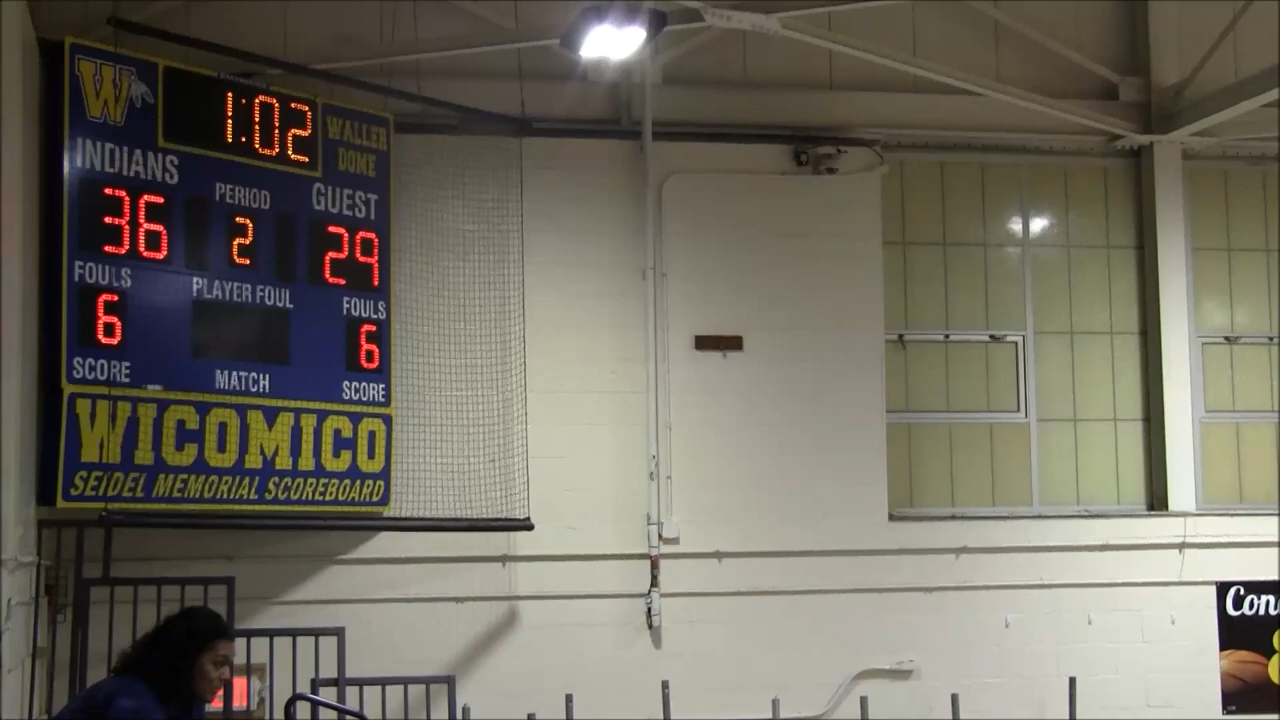 W
1:02
WALLER
DOME
INDIANS
PERIOD
GUEST
36
2
29
FOULS
PLAYER FOUL
FOULS
6
6
SCORE
MATCH
SCORE
WICOMICO
SEIDEL MEMORIAL SCOREBOARD
Con